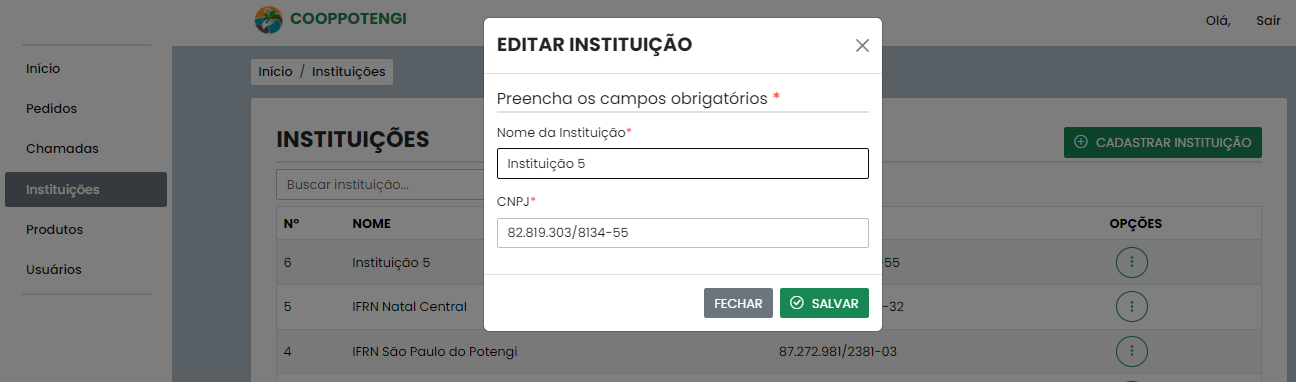 COOPPOTENGI
Olá,
Sair
Início
Pedidos
Chamadas
Instituições
Produtos
Usuários
Início / Instituições
INSTITUIÇÕES
CADASTRAR INSTITUIÇÃO
Buscar instituição...
Nº NOME OPÇÕES
6 Instituição 5 -55
5 IFRN Natal Central -32
4 IFRN São Paulo do Potengi 87.272.981/2381-03
EDITAR INSTITUIÇÃO
Preencha os campos obrigatórios *
Nome da Instituição*
Instituição 5
CNPJ*
82.819.303/8134-55
FECHAR
SALVAR